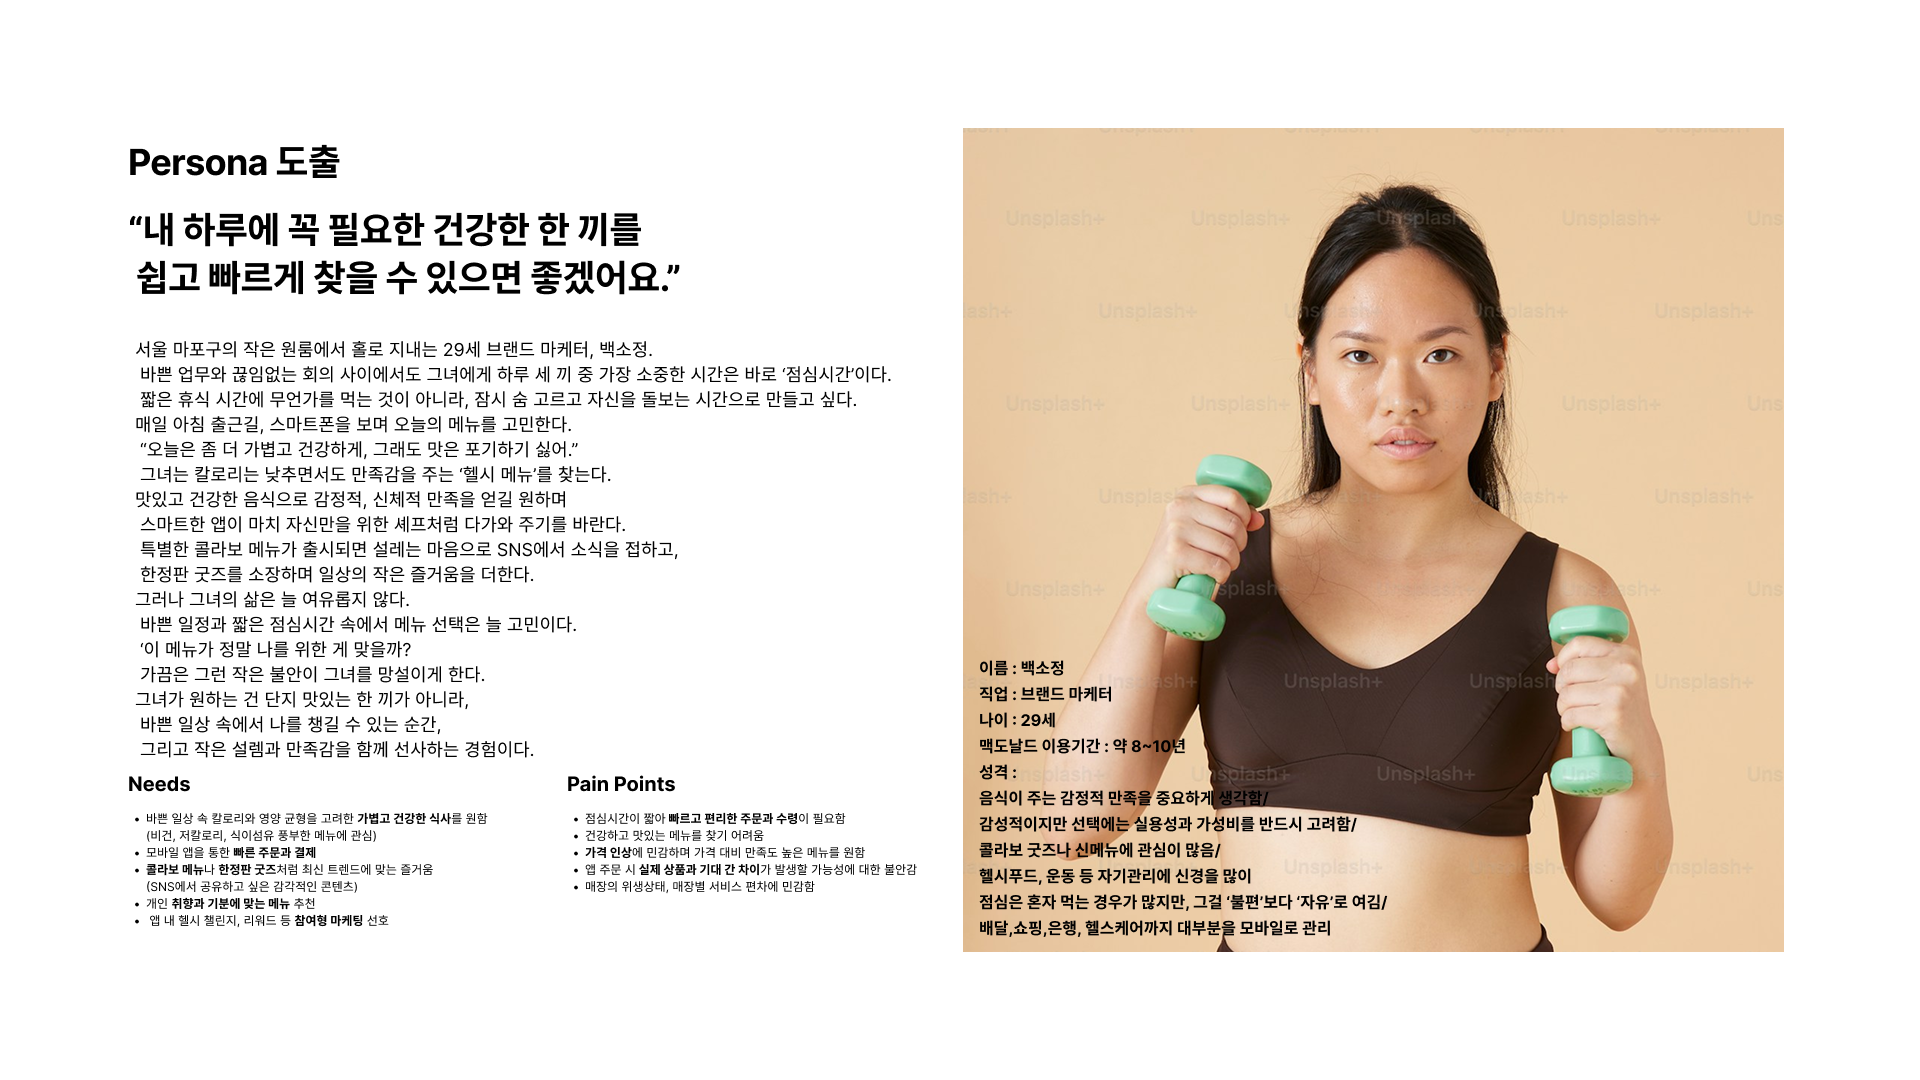 Persona 도출
“내 하루에 꼭 필요한 건강한 한 끼를
쉽고 빠르게 찾을 수 있으면 좋겠어요.”
서울 마포구의 작은 원룸에서 홀로 지내는 29세 브랜드 마케터, 백소정.
바쁜 업무와 끊임없는 회의 사이에서도 그녀에게 하루 세 끼 중 가장 소중한 시간은 바로 ‘점심시간’이다.
짧은 휴식 시간에 무언가를 먹는 것이 아니라, 잠시 숨 고르고 자신을 돌보는 시간으로 만들고 싶다.
매일 아침 출근길, 스마트폰을 보며 오늘의 메뉴를 고민한다.
“오늘은 좀 더 가볍고 건강하게, 그래도 맛은 포기하기 싫어.”
그녀는 칼로리는 낮추면서도 만족감을 주는 ‘헬시 메뉴’를 찾는다.
맛있고 건강한 음식으로 감정적, 신체적 만족을 얻길 원하며
스마트한 앱이 마치 자신만을 위한 셰프처럼 다가와 주기를 바란다.
특별한 콜라보 메뉴가 출시되면 설레는 마음으로 SNS에서 소식을 접하고,
한정판 굿즈를 소장하며 일상의 작은 즐거움을 더한다.
그러나 그녀의 삶은 늘 여유롭지 않다.
바쁜 일정과 짧은 점심시간 속에서 메뉴 선택은 늘 고민이다.
‘이 메뉴가 정말 나를 위한 게 맞을까?
가끔은 그런 작은 불안이 그녀를 망설이게 한다.
그녀가 원하는 건 단지 맛있는 한 끼가 아니라,
바쁜 일상 속에서 나를 챙길 수 있는 순간,
그리고 작은 설렘과 만족감을 함께 선사하는 경험이다.
Needs
• 바쁜 일상 속 칼로리와 영양 균형을 고려한 가볍고 건강한 식사를 원함
(비건, 저칼로리, 식이섬유 풍부한 메뉴에 관심)
• 모바일 앱을 통한 빠른 주문과 결제
• 콜라보 메뉴나 한정판 굿즈처럼 최신 트렌드에 맞는 즐거움
(SNS에서 공유하고 싶은 감각적인 콘텐츠)
• 개인 취향과 기분에 맞는 메뉴 추천
• 앱 내 헬시 챌린지, 리워드 등 참여형 마케팅 선호
Pain Points
• 점심시간이 짧아 빠르고 편리한 주문과 수령이 필요함
• 건강하고 맛있는 메뉴를 찾기 어려움
• 가격 인상에 민감하며 가격 대비 만족도 높은 메뉴를 원함
• 앱 주문 시 실제 상품과 기대 간 차이가 발생할 가능성에 대한 불안감
• 매장의 위생상태, 매장별 서비스 편차에 민감함
이름 : 백소정
직업 : 브랜드 마케터
나이 : 29세
맥도날드 이용기간 : 약 8~10년
성격 :
음식이 주는 감정적 만족을 중요하게 생각함/
감성적이지만 선택에는 실용성과 가성비를 반드시 고려함/
콜라보 굿즈나 신메뉴에 관심이 많음/
헬시푸드, 운동 등 자기관리에 신경을 많이
점심은 혼자 먹는 경우가 많지만, 그걸 ‘불편’보다 ‘자유’로 여김/
배달,쇼핑,은행, 헬스케어까지 대부분을 모바일로 관리
Unsplash+